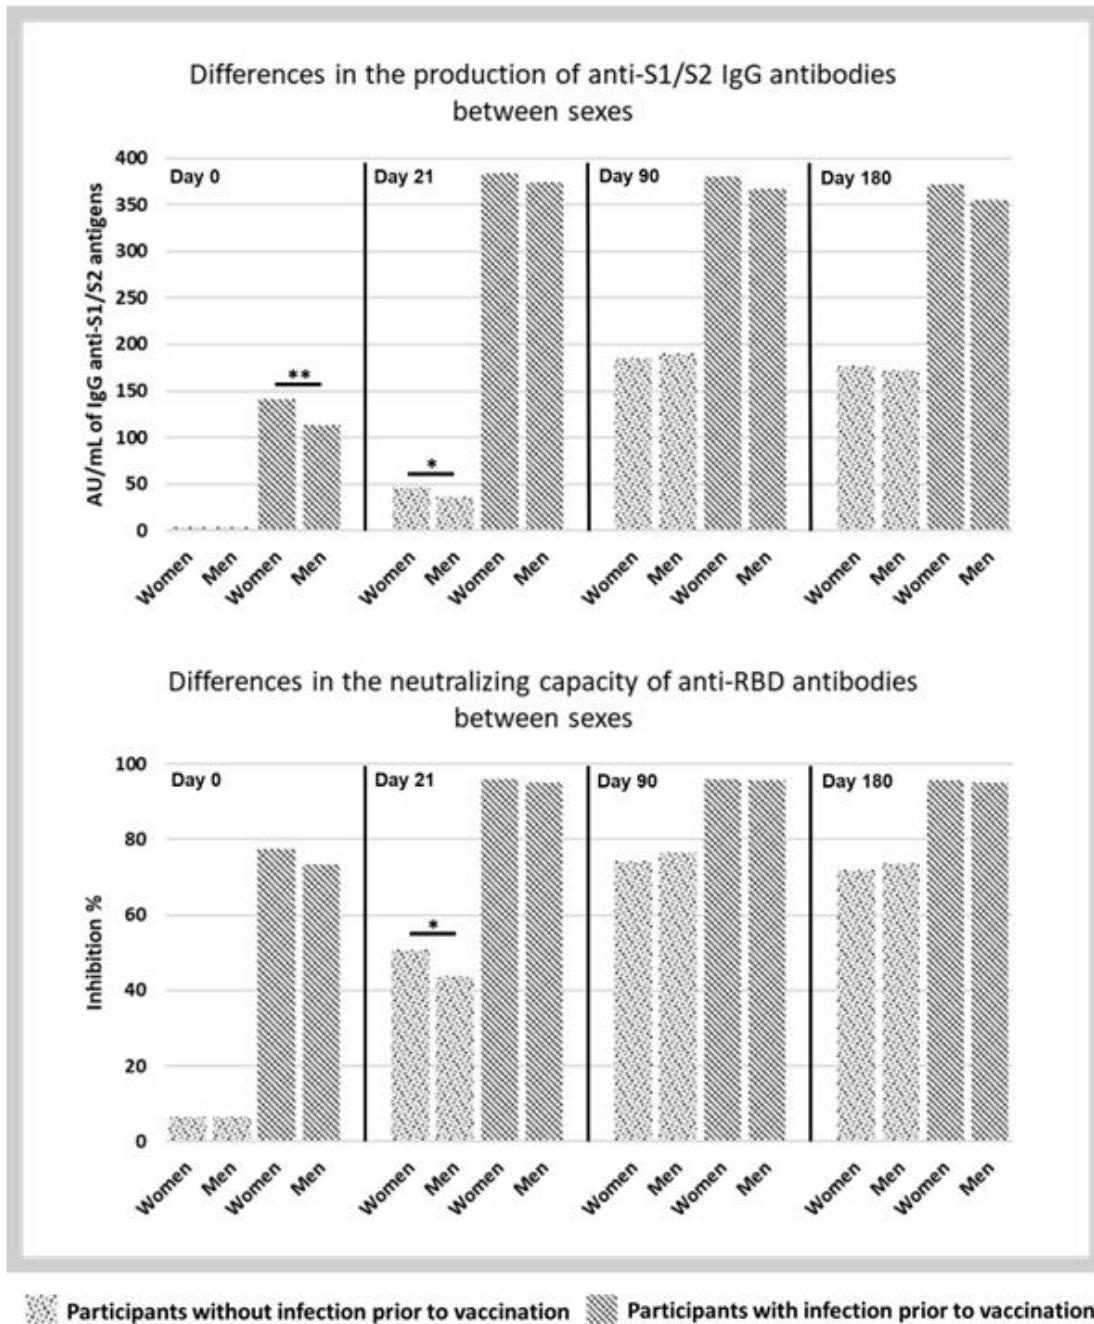 Differences in the production of anti-S1/S2 IgG antibodies
between sexes
AU/mL of IgG anti-S1/S2 antigens
400
350
300
250
200
150
100
50
0
Day 0
Day 21
Day 90
Day 180
**
*
Women Men Women Men Women Men Women Men Women Men Women Men Women Men Women Men
Differences in the neutralizing capacity of anti-RBD antibodies
between sexes
Inhibition %
100
80
60
40
20
0
Day 0
Day 21
Day 90
Day 180
*
Women Men Women Men Women Men Women Men Women Men Women Men Women Men Women Men
Participants without infection prior to vaccination Participants with infection prior to vaccination